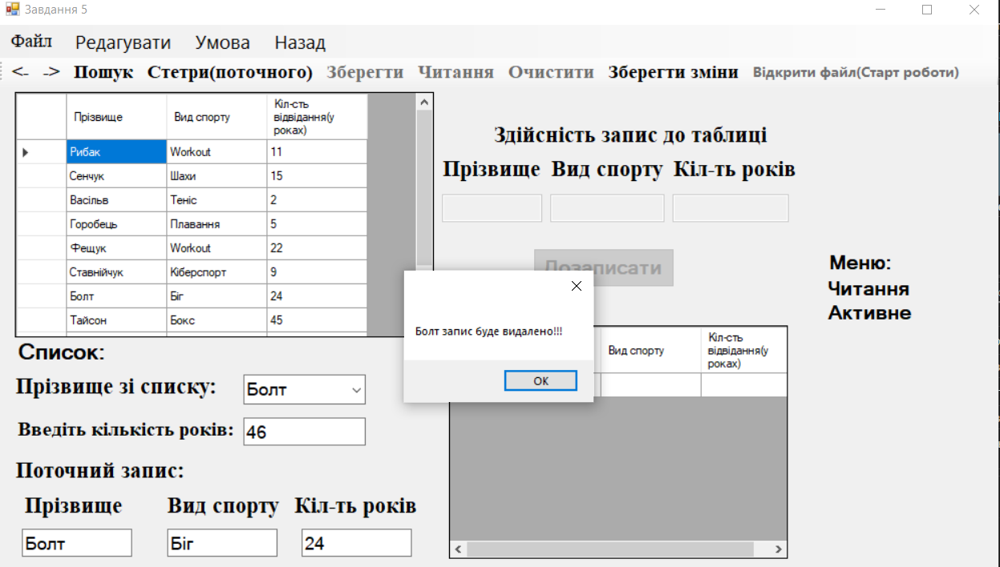 Завдання 5
Файл Редагувати Умова Назад
<- -> Пошук Стетри(поточного) Зберегти Читання Очистити Зберегти зміни Відкрити файл(Старт роботи)
Прізвище Вид спорту Кіл-сть відвідання(у роках)
Рибак Workout 11
Сенчук Шахи 15
Васільв Теніс 2
Горобець Плавання 5
Фещук Workout 22
Ставнійчук Кіберспорт 9
Болт Біг 24
Тайсон Бокс 45
Здійсність запис до таблиці
Прізвище Вид спорту Кіл-ть років
Дозаписати
Меню:
Читання
Активне
Болт запис буде видалено!!!
OK
Вид спорту Кіл-сть відвідання(у роках)
Список:
Прізвище зі списку: Болт
Введіть кількість років: 46
Поточний запис:
Прізвище Вид спорту Кіл-ть років
Болт Біг 24